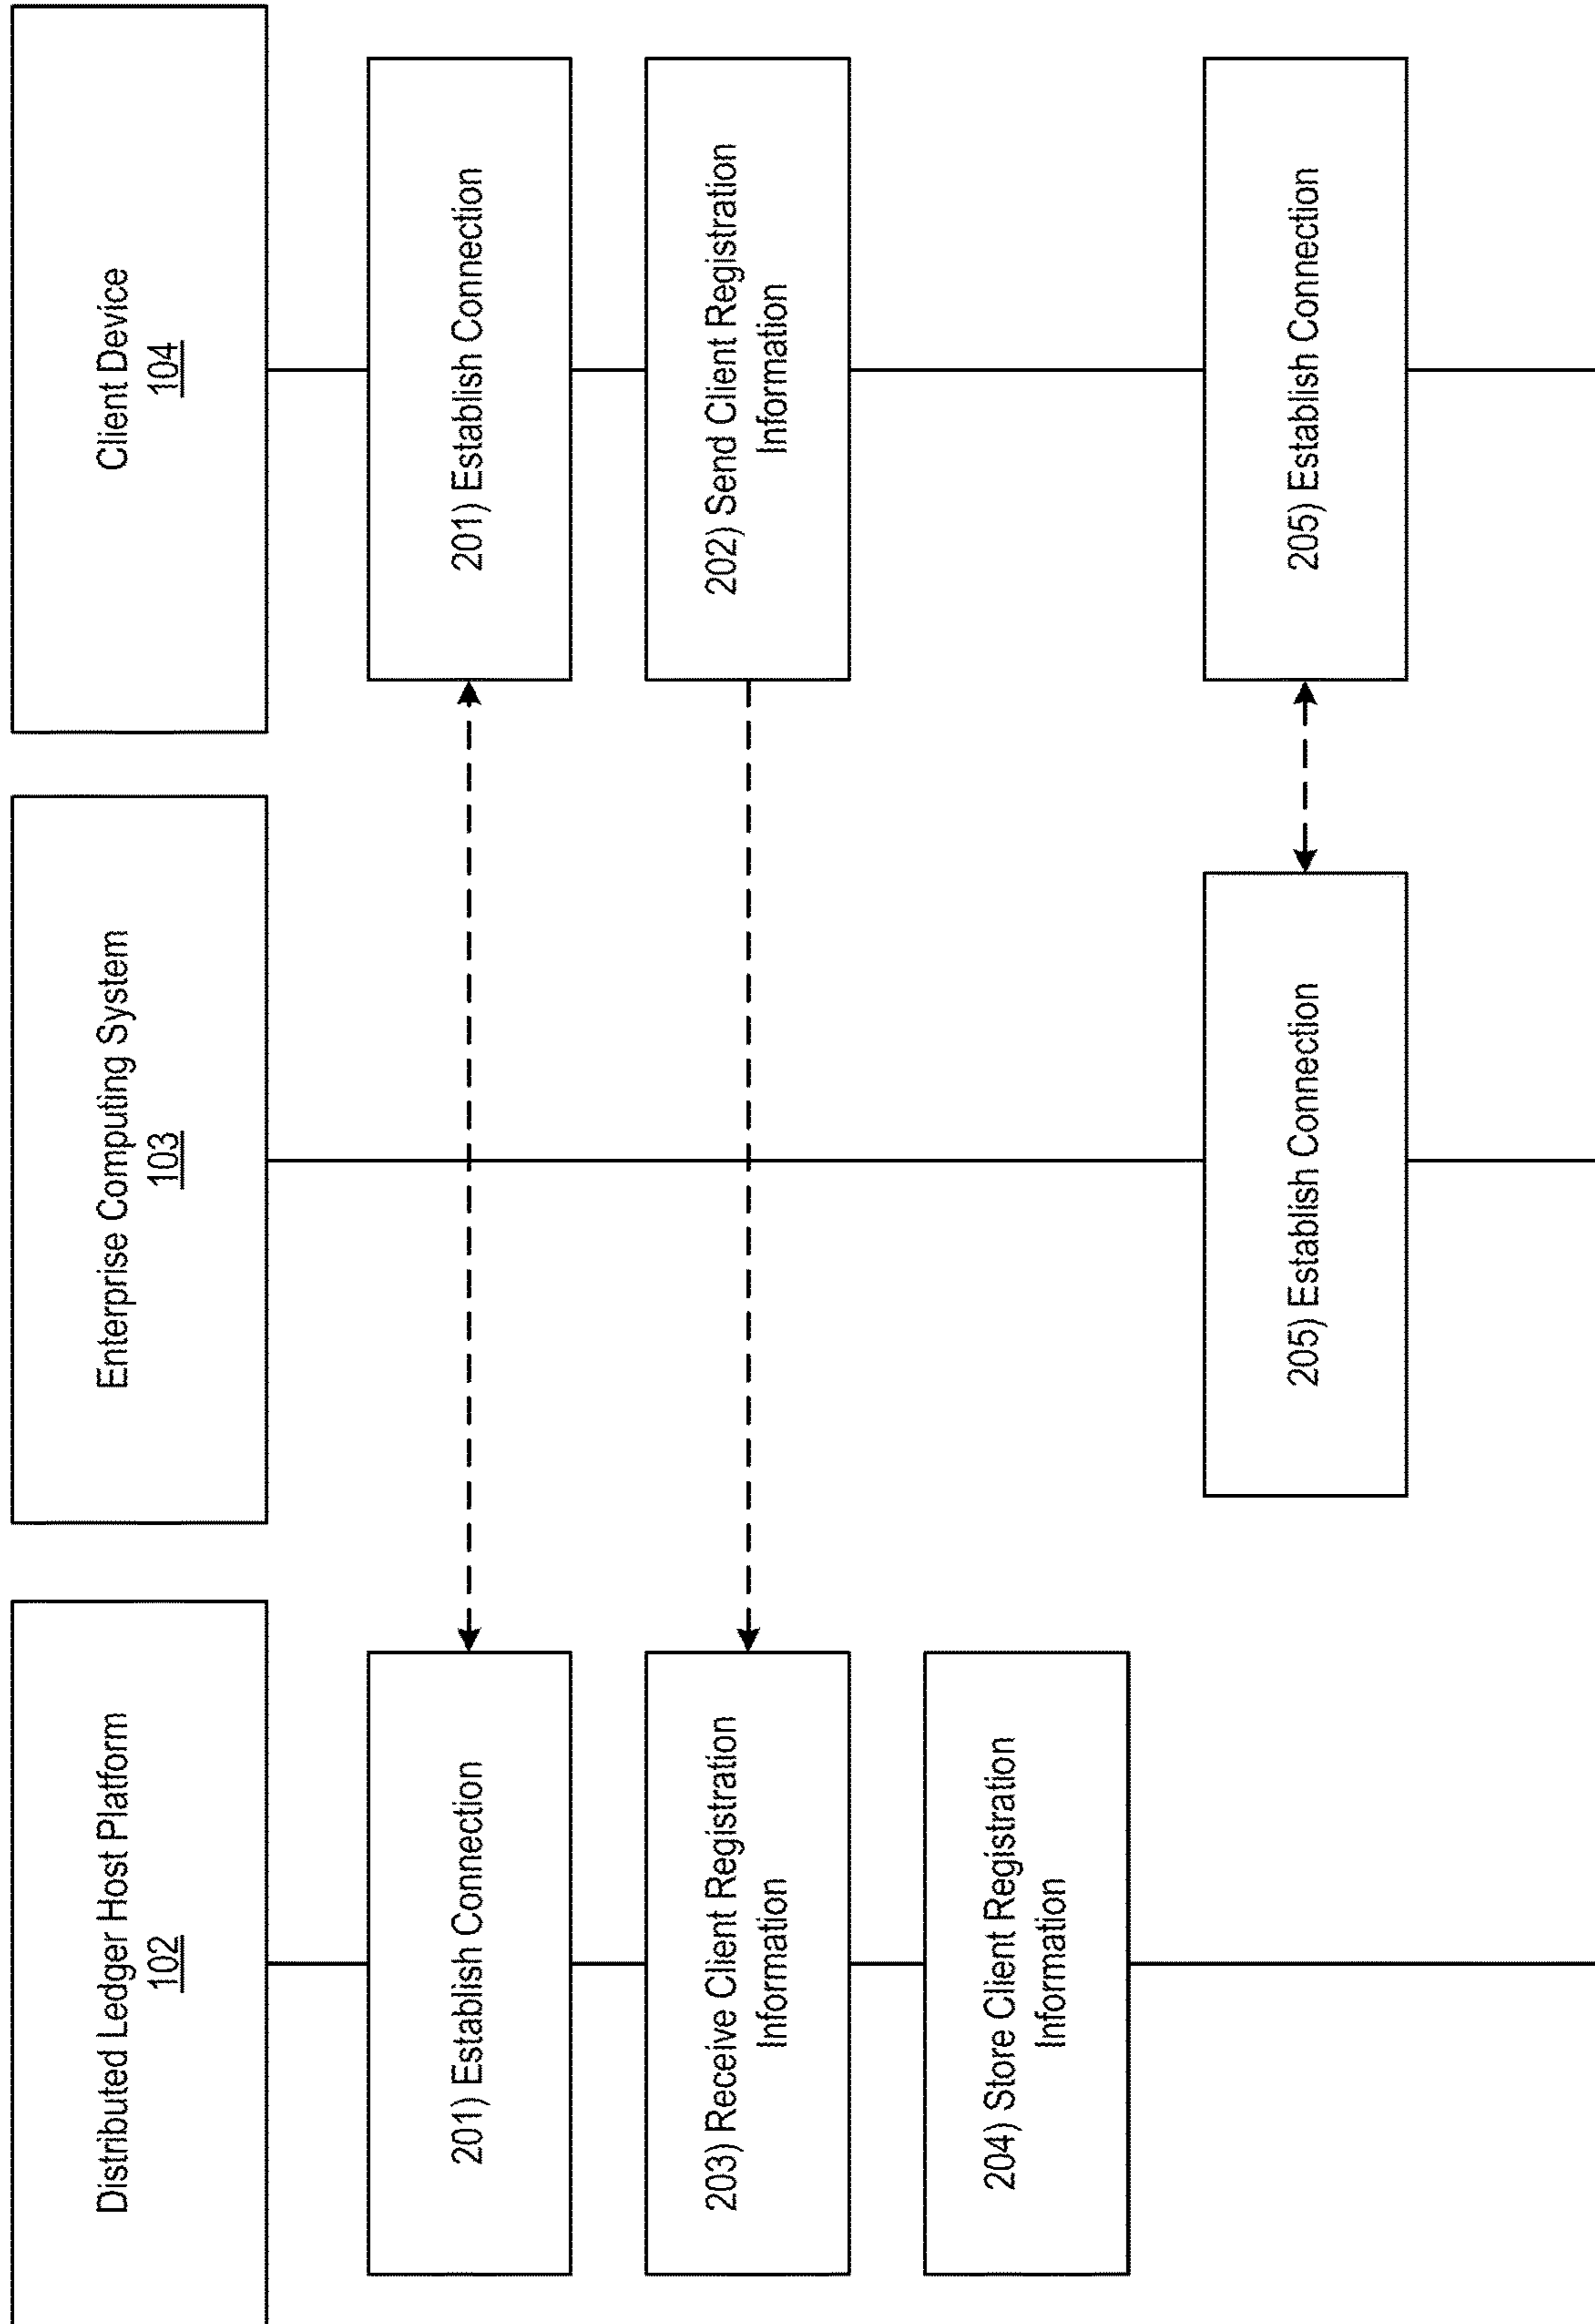 Distributed Ledger Host Platform
102
Enterprise Computing System
103
Client Device
104
201) Establish Connection
201) Establish Connection
203) Receive Client Registration
Information
202) Send Client Registration
Information
204) Store Client Registration
Information
205) Establish Connection
205) Establish Connection